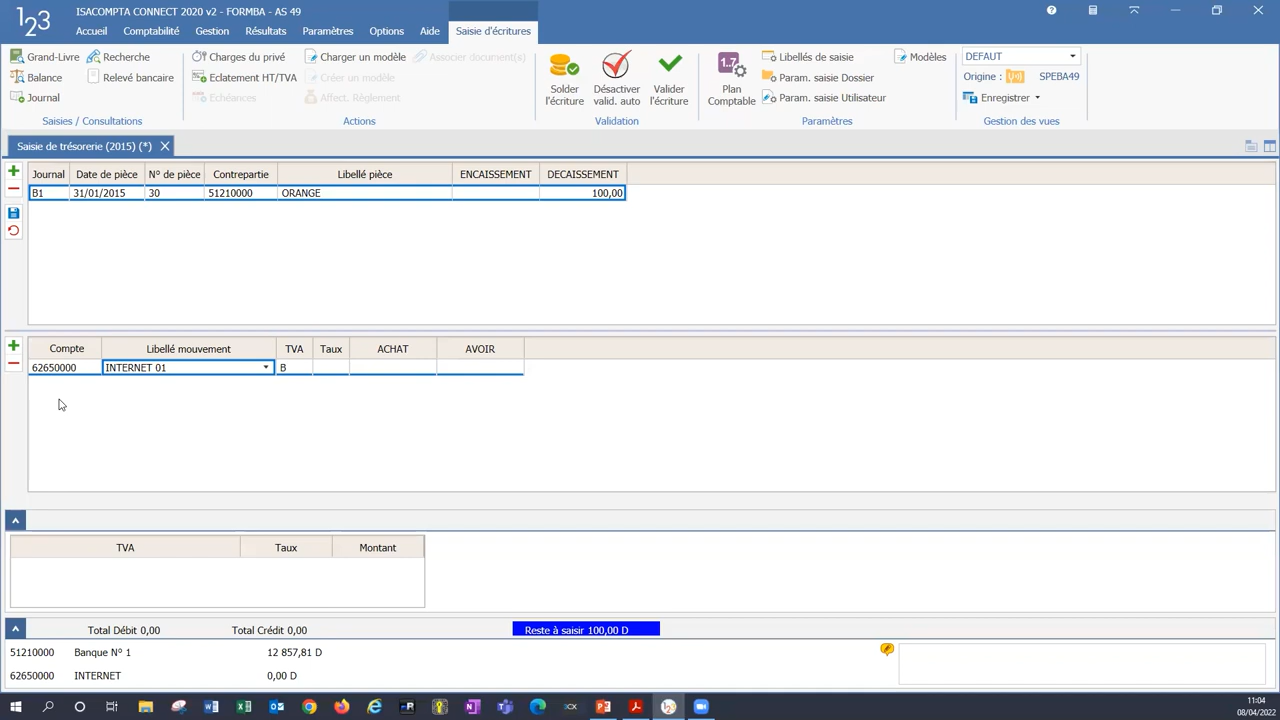 123
ISACOMPTA CONNECT 2020 v2 - FORMBA - AS 49
Accueil Comptabilité Gestion Résultats Paramètres Options Aide Saisie d'écritures
Grand-Livre Recherche Charges du privé Charger un modèle Associer document(s) Libellés de saisie Modèles DEFAUT
Balance Relevé bancaire Eclatement HT/TVA Créer un modèle Param. saisie Dossier Origine : SPEBA49
Journal Echéances Affect. Règlement Solder l'écriture Désactiver valid. auto Valider l'écriture Plan Comptable Param. saisie Utilisateur Enregistrer
Saisies / Consultations Actions Validation Paramètres Gestion des vues
Saisie de trésorerie (2015) (*)
Journal Date de pièce N° de pièce Contrepartie Libellé pièce ENCAISSEMENT DECAISSEMENT
B1 31/01/2015 30 51210000 ORANGE 100,00
Compte Libellé mouvement TVA Taux ACHAT AVOIR
62650000 INTERNET 01 B
TVA Taux Montant
Total Débit 0,00 Total Crédit 0,00 Reste à saisir 100,00 D
51210000 Banque N° 1 12 857,81 D
62650000 INTERNET 0,00 D
11:04
08/04/2022